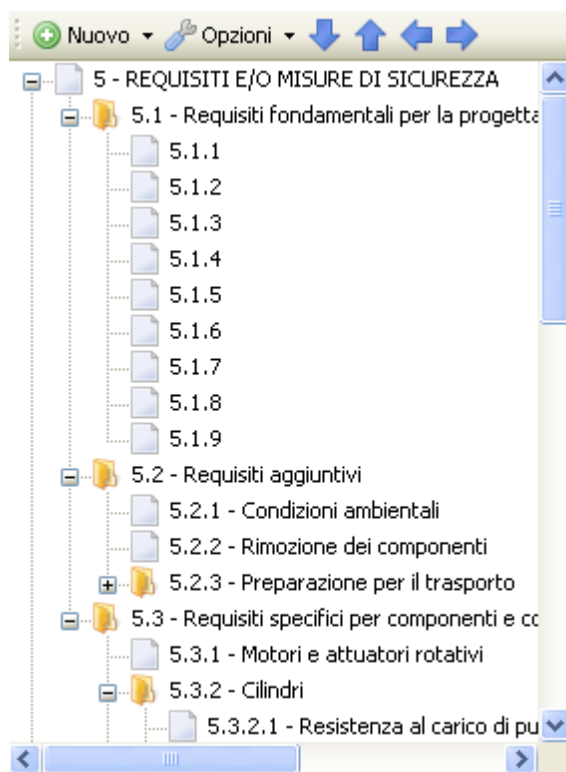 Nuovo Opzioni
5 - REQUISITI E/O MISURE DI SICUREZZA
5.1 - Requisiti fondamentali per la progetta
5.1.1
5.1.2
5.1.3
5.1.4
5.1.5
5.1.6
5.1.7
5.1.8
5.1.9
5.2 - Requisiti aggiuntivi
5.2.1 - Condizioni ambientali
5.2.2 - Rimozione dei componenti
5.2.3 - Preparazione per il trasporto
5.3 - Requisiti specifici per componenti e co
5.3.1 - Motori e attuatori rotativi
5.3.2 - Cilindri
5.3.2.1 - Resistenza al carico di pu